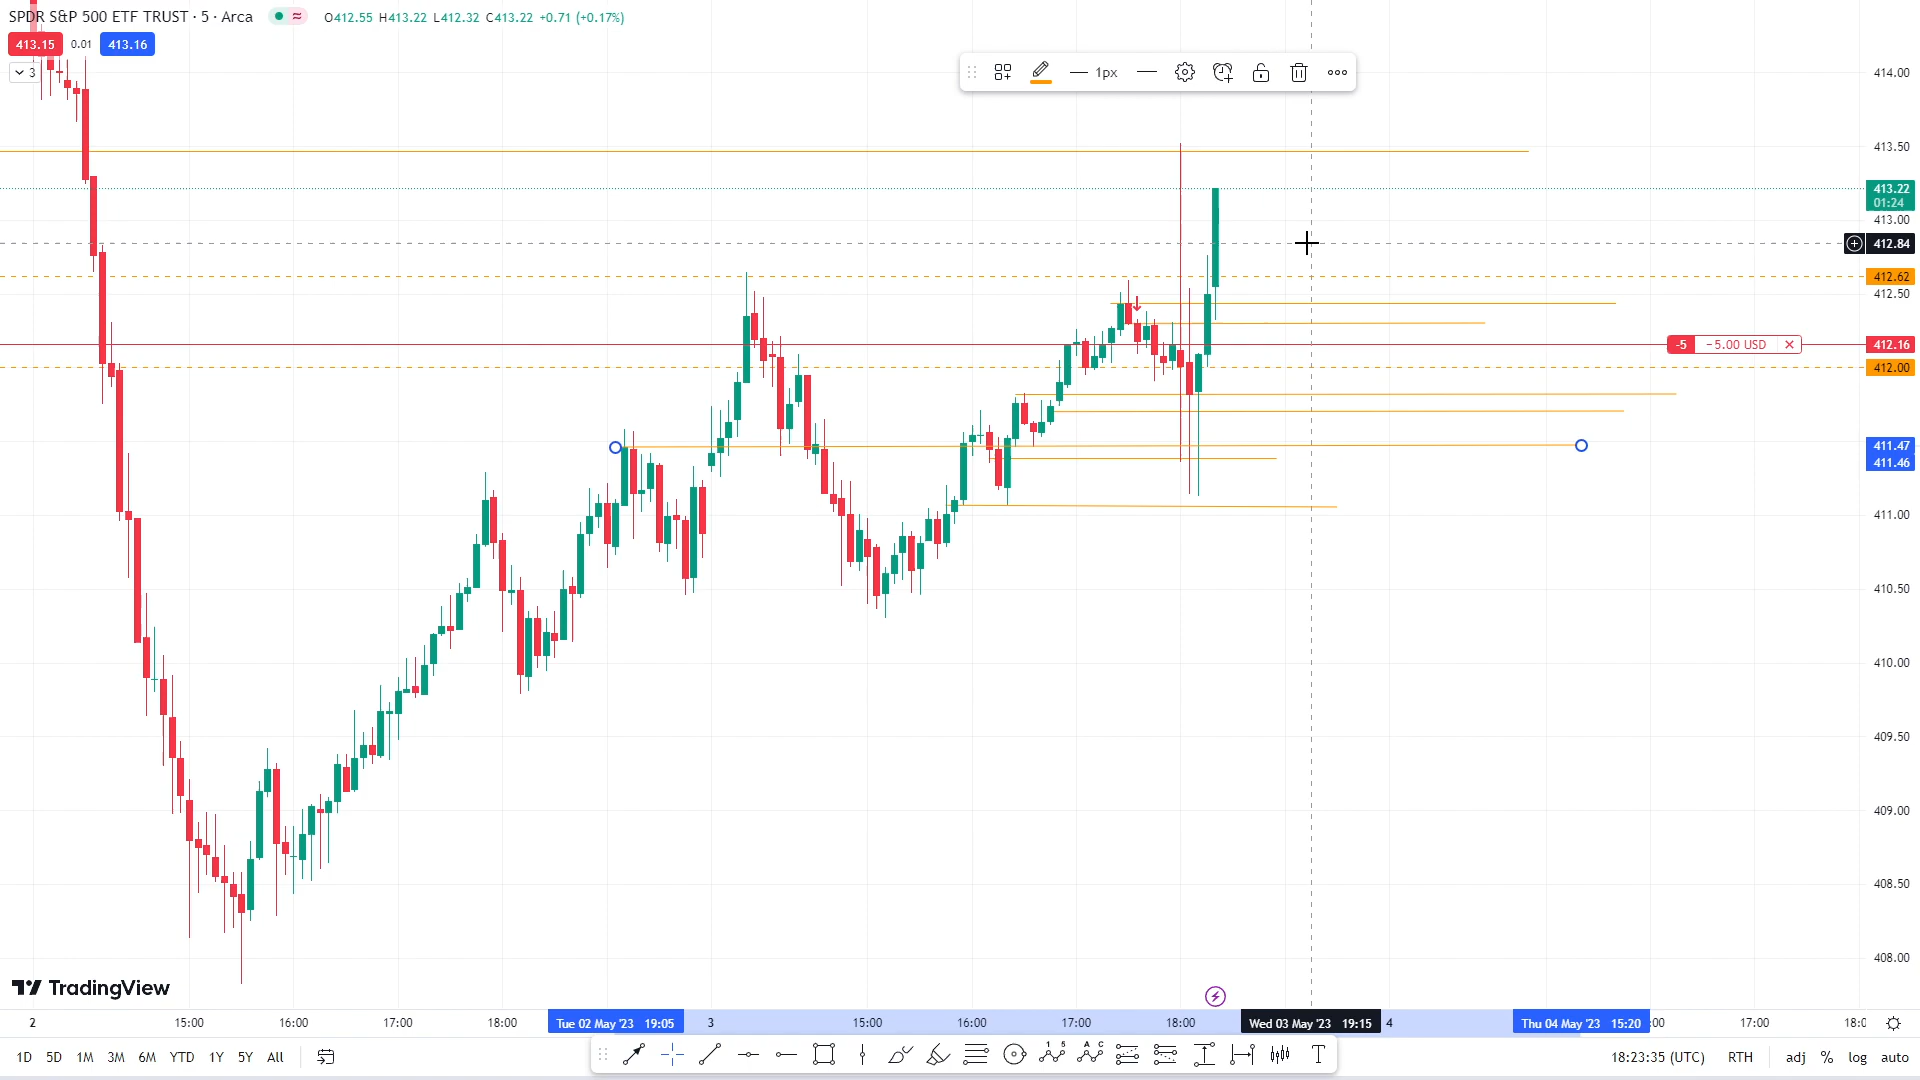 SPDR S&P 500 ETF TRUST · 5 · Arca O412.55 H413.22 L412.32 C413.22 +0.71 (+0.17%)
413.15 0.01 413.16
3
1px
414.00
413.50
413.22
01:24
413.00
412.84
412.62
412.50
-5 −5.00 USD 412.16
412.00
411.47
411.46
411.00
410.50
410.00
409.50
409.00
408.50
408.00
TradingView
2 15:00 16:00 17:00 18:00 Tue 02 May '23 19:05 3 15:00 16:00 17:00 18:00 Wed 03 May '23 19:15 4 Thu 04 May '23 15:20 :00 17:00 18:0
1D 5D 1M 3M 6M YTD 1Y 5Y All 18:23:35 (UTC) RTH adj % log auto